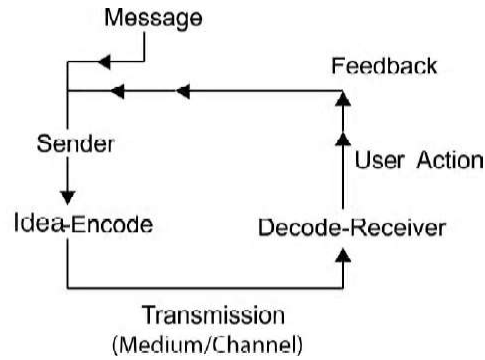 Message
Feedback
Sender
User Action
Idea-Encode
Decode-Receiver
Transmission
(Medium/Channel)